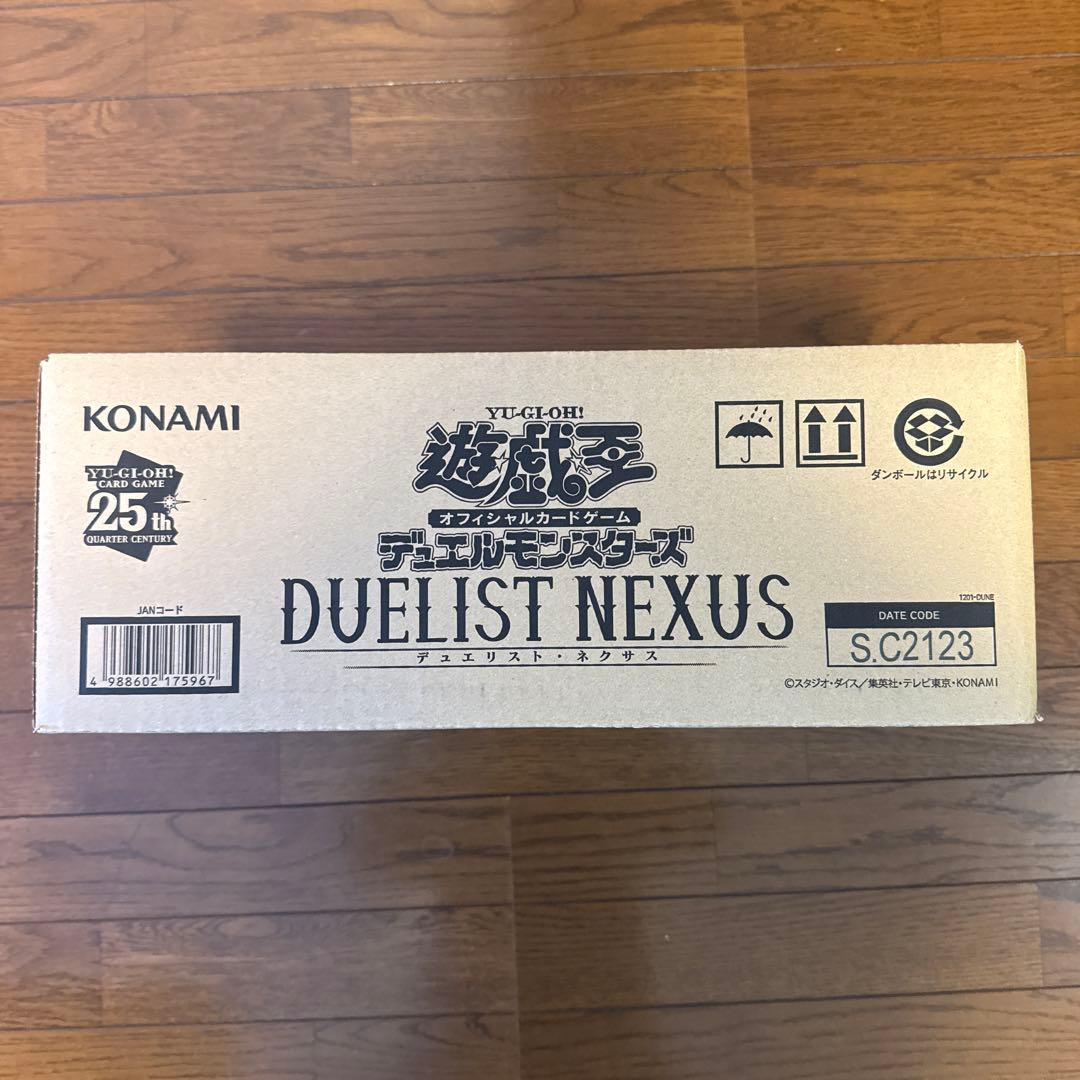 KONAMI
YU-GI-OH!
CARD GAME
25th
QUARTER CENTURY
YU-GI-OH!
遊戯王
オフィシャルカードゲーム
デュエルモンスターズ
DUELIST NEXUS
デュエリスト・ネクサス
ダンボールはリサイクル
JANコード
4 988602 175967
1201-DUNE
DATE CODE
S.C2123
©スタジオ・ダイス／集英社・テレビ東京・KONAMI